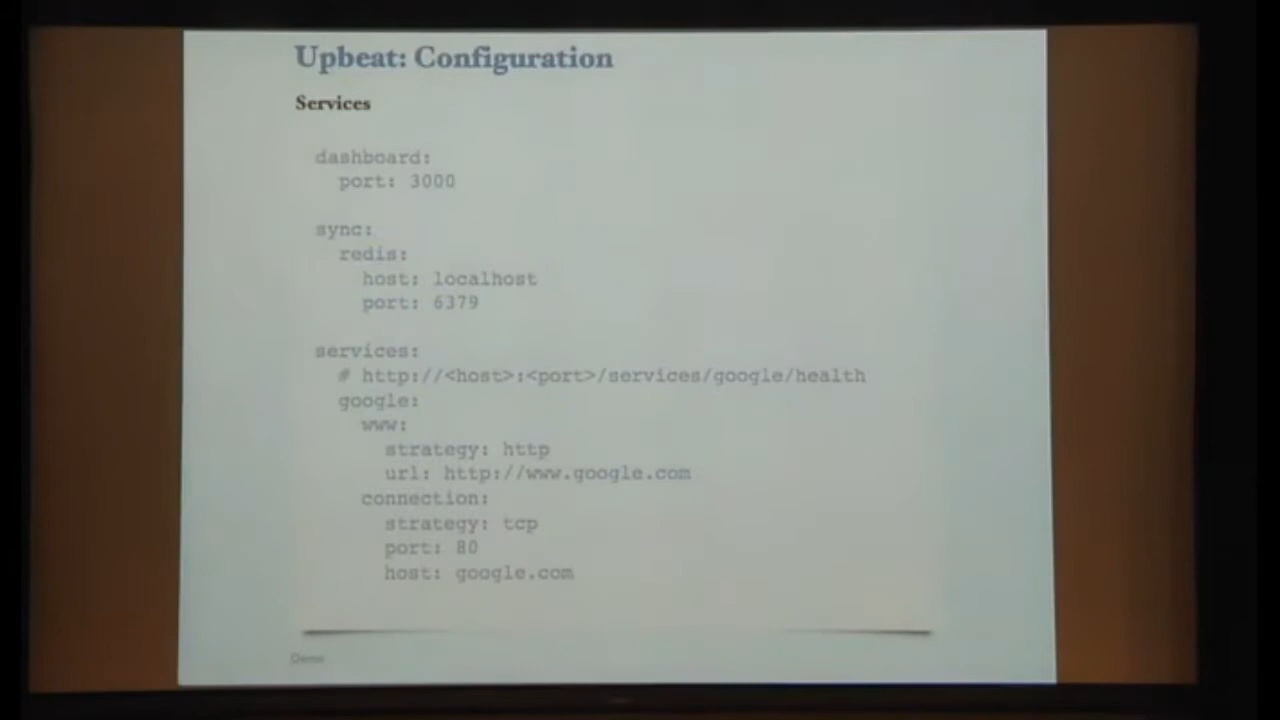 Upbeat: Configuration
Services
dashboard:
port: 3000
sync:
redis:
host: localhost
port: 6379
services:
# http://<host>:<port>/services/google/health
google:
www:
strategy: http
url: http://www.google.com
connection:
strategy: tcp
port: 80
host: google.com
Demo